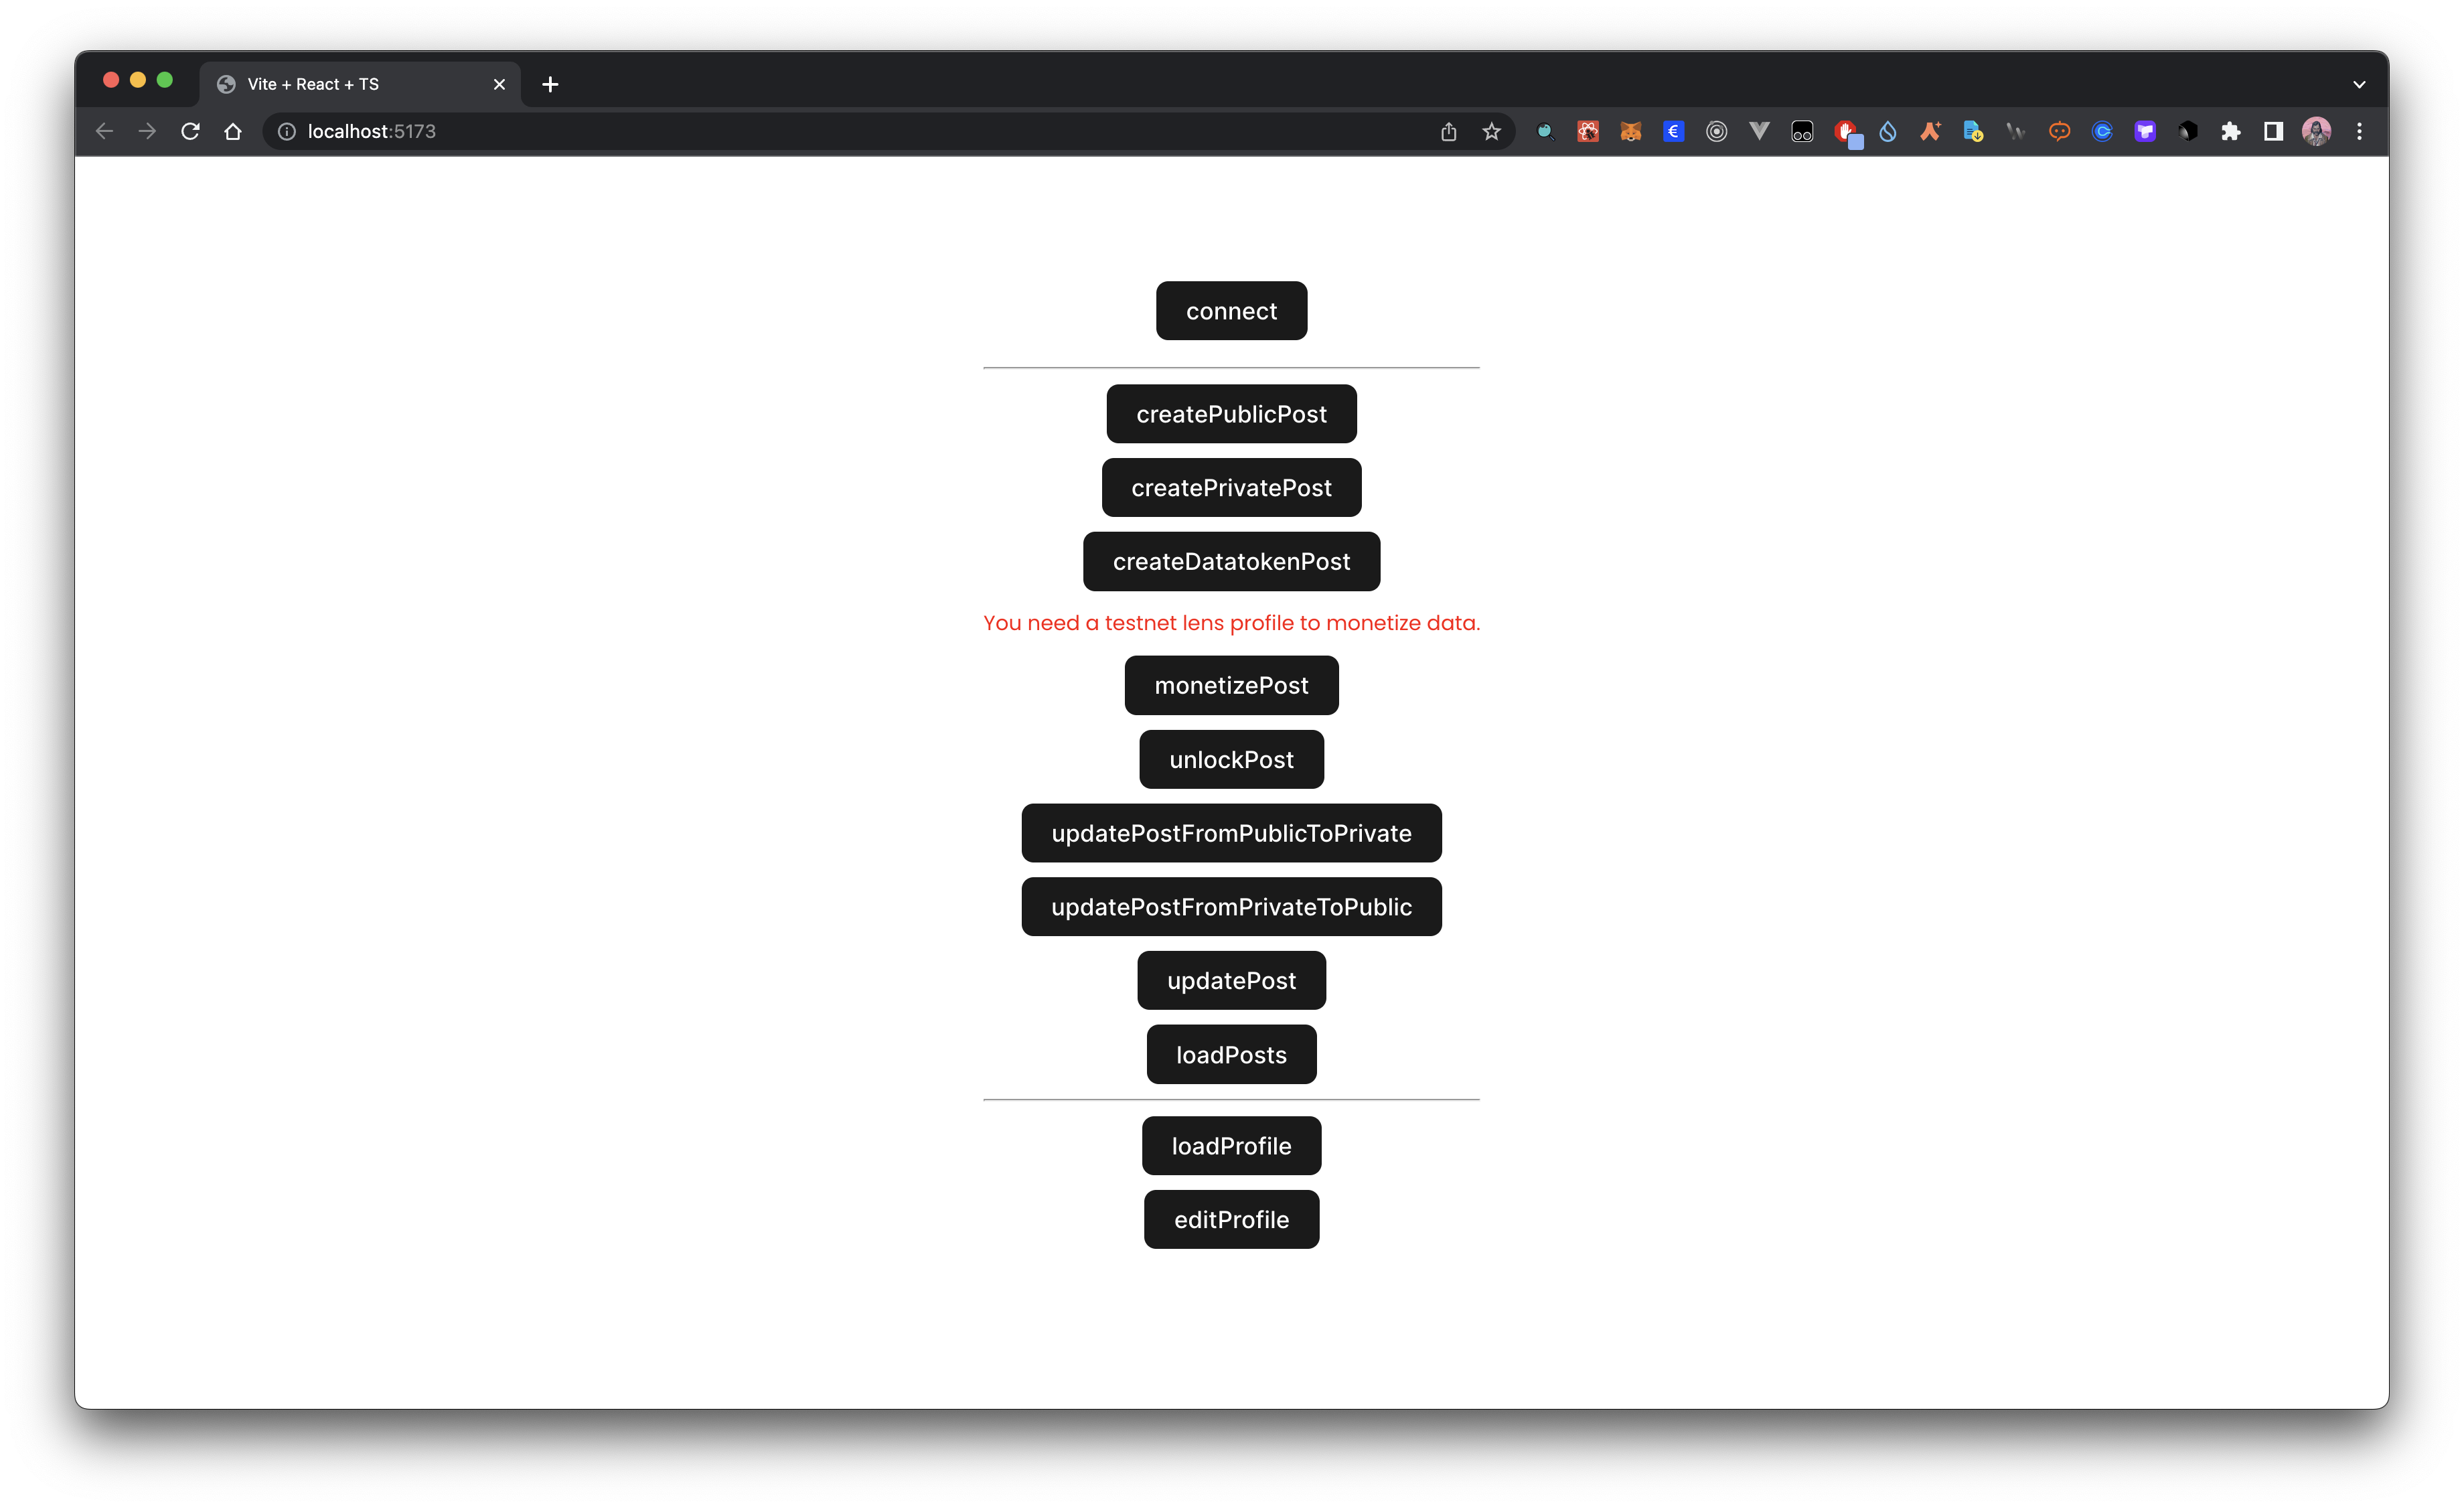 Vite + React + TS
localhost:5173
connect
createPublicPost
createPrivatePost
createDatatokenPost
You need a testnet lens profile to monetize data.
monetizePost
unlockPost
updatePostFromPublicToPrivate
updatePostFromPrivateToPublic
updatePost
loadPosts
loadProfile
editProfile